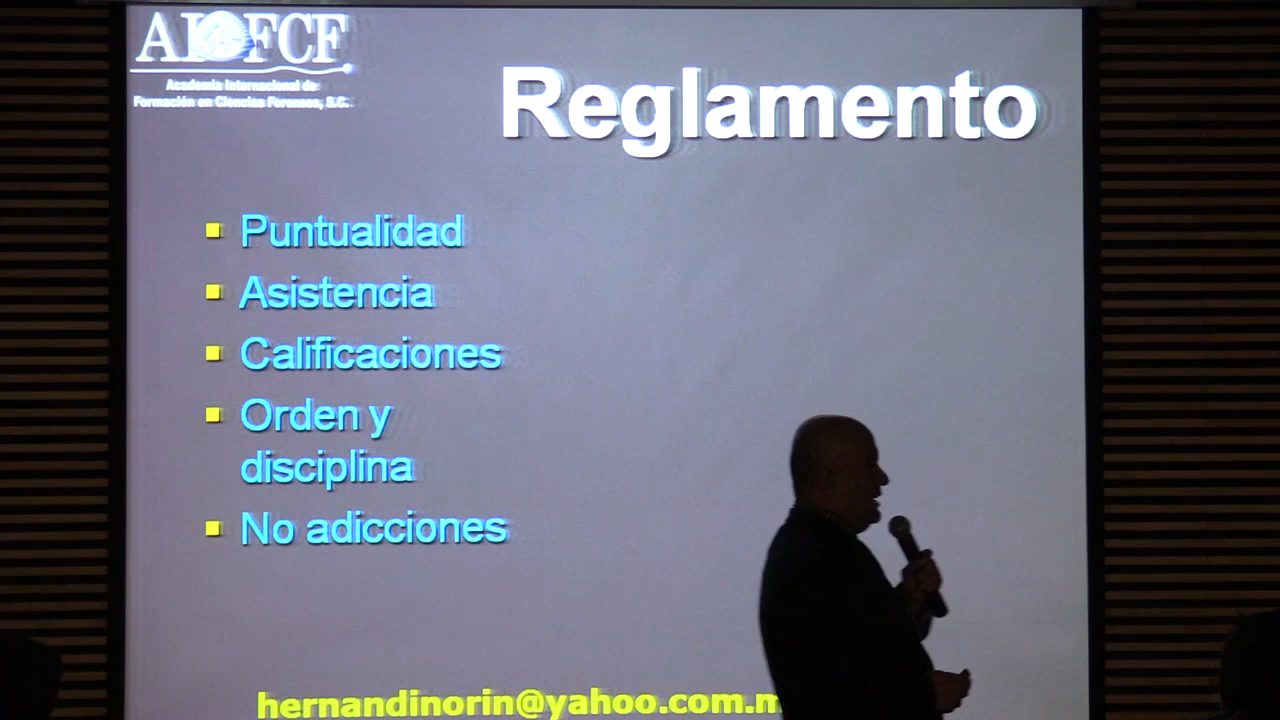 AIFCF
Academia Internacional de
Formación en Ciencias Forenses, S.C.
Reglamento
Puntualidad
Asistencia
Calificaciones
Orden y
disciplina
No adicciones
hernandinorin@yahoo.com.m